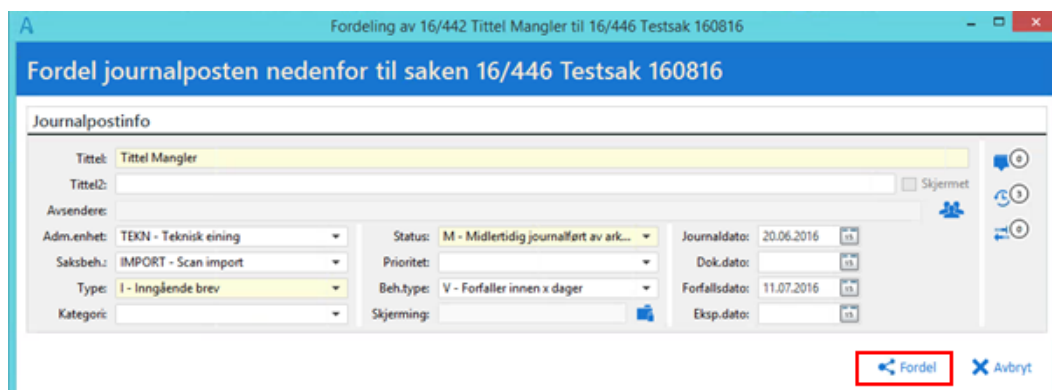 Fordeling av 16/442 Tittel Mangler til 16/446 Testsak 160816
Fordel journalposten nedenfor til saken 16/446 Testsak 160816
Journalpostinfo
Tittel: Tittel Mangler
Tittel2: Skjermet
Avsendere:
Adm.enhet: TEKN - Teknisk eining Status: M - Midlertidig journalført av ark... Journaldato: 20.06.2016
Saksbeh.: IMPORT - Scan import Prioritet: Dok.dato:
Type: I - Inngående brev Beh.type: V - Forfaller innen x dager Forfallsdato: 11.07.2016
Kategori: Skjerming: Eksp.dato:
0
3
0
Fordel Avbryt